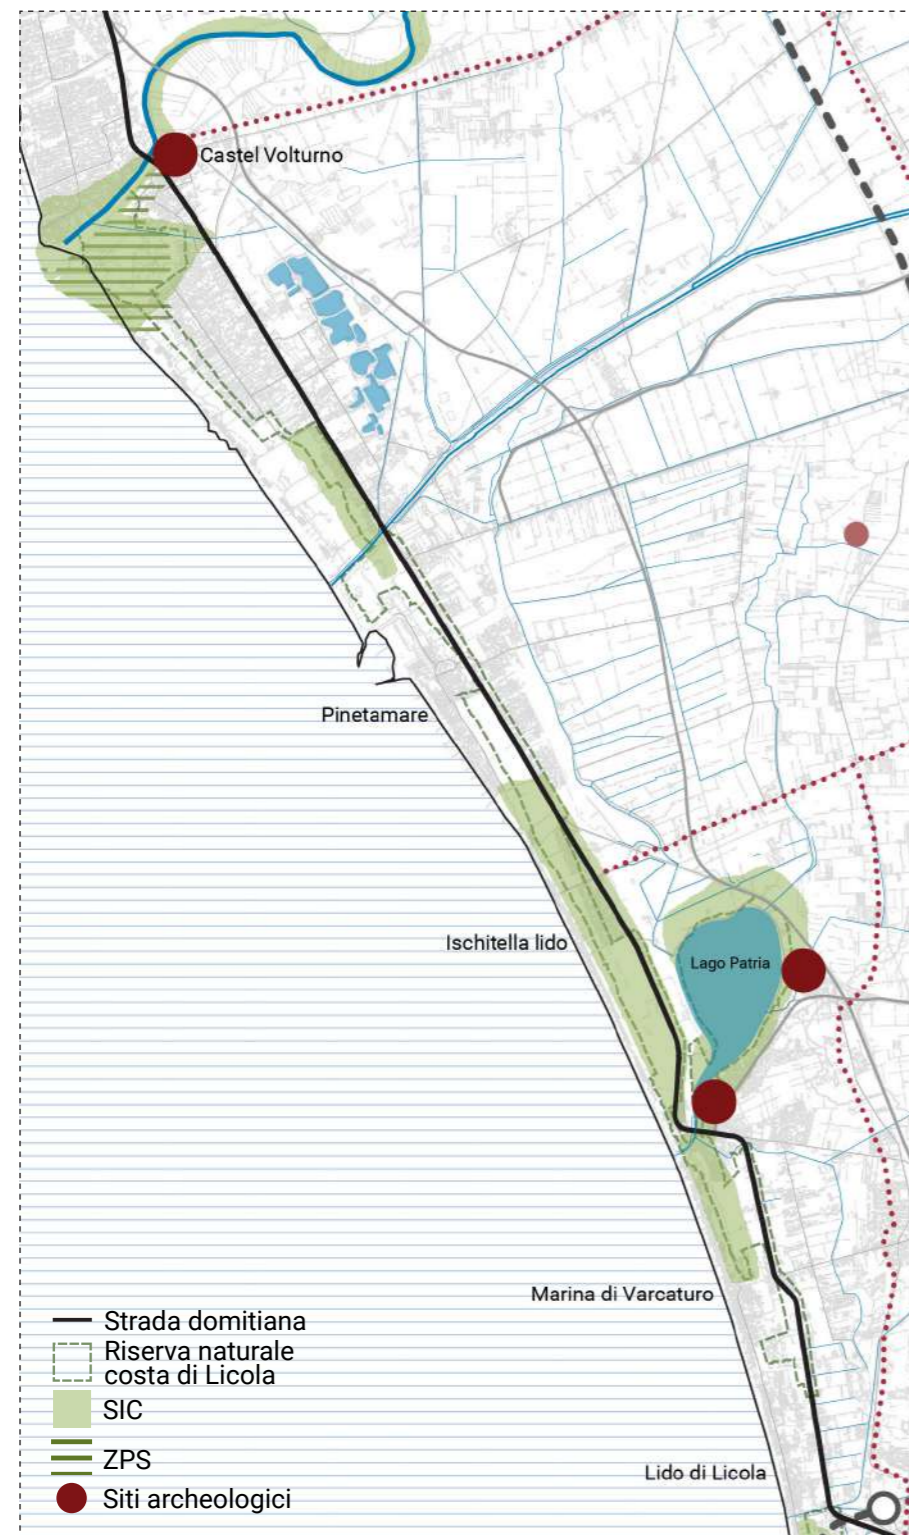 Castel Volturno
Pinetamare
Ischitella lido
Lago Patria
Marina di Varcaturo
Strada domitiana
Riserva naturale
costa di Licola
SIC
ZPS
Lido di Licola
Siti archeologici